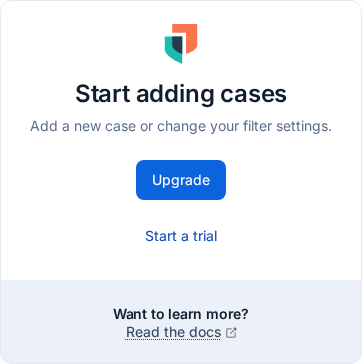 Start adding cases
Add a new case or change your filter settings.
Upgrade
Start a trial
Want to learn more?
Read the docs